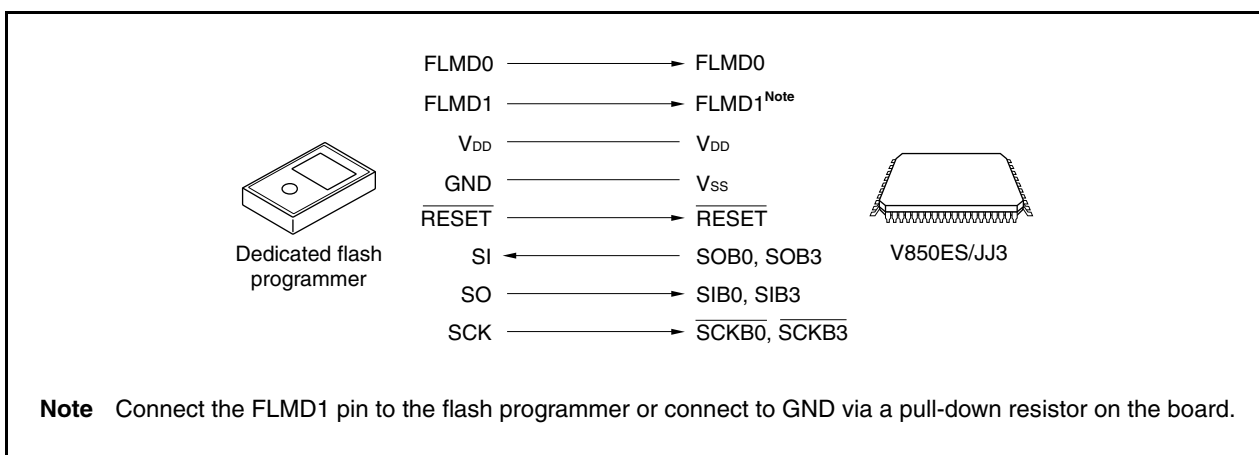 FLMD0 FLMD0
FLMD1 FLMD1Note
VDD VDD
GND VSS
RESET RESET
SI SOB0, SOB3
SO SIB0, SIB3
SCK SCKB0, SCKB3
Dedicated flash
programmer
V850ES/JJ3
Note Connect the FLMD1 pin to the flash programmer or connect to GND via a pull-down resistor on the board.